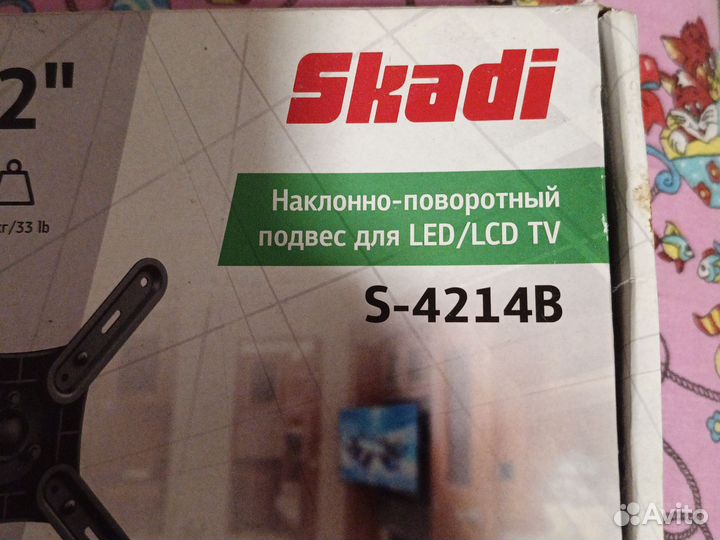 2"
Skadi
кг/33 lb
Наклонно-поворотный
подвес для LED/LCD TV
S-4214B
Avito